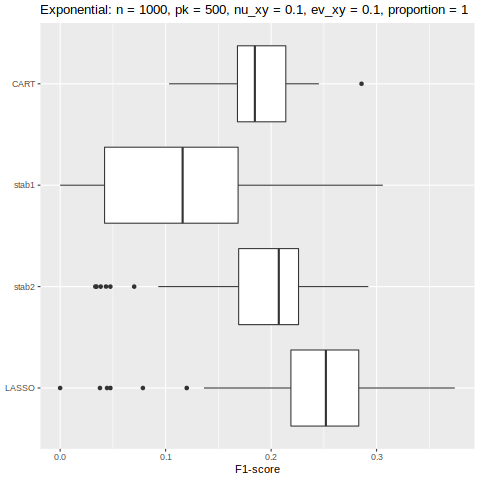 Exponential: n = 1000, pk = 500, nu_xy = 0.1, ev_xy = 0.1, proportion = 1
CART
stab1
stab2
LASSO
0.0 0.1 0.2 0.3
F1-score